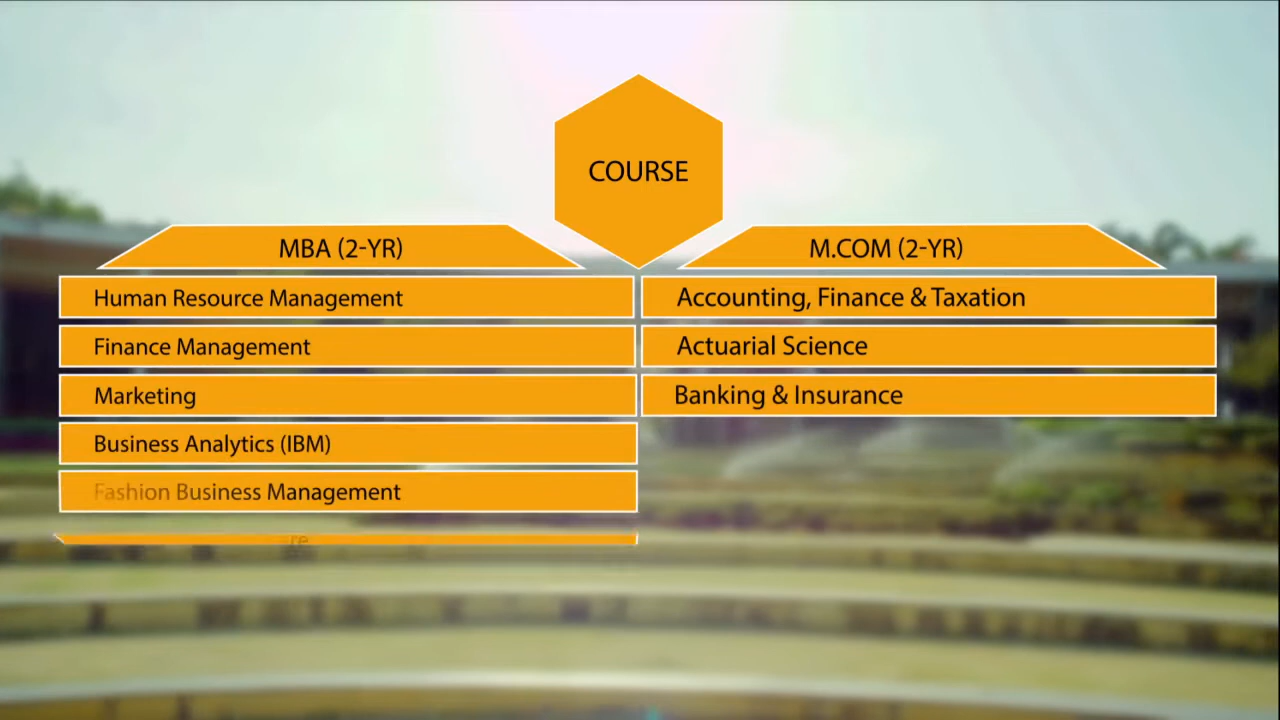 COURSE
MBA (2-YR)
Human Resource Management
Finance Management
Marketing
Business Analytics (IBM)
Fashion Business Management
M.COM (2-YR)
Accounting, Finance & Taxation
Actuarial Science
Banking & Insurance